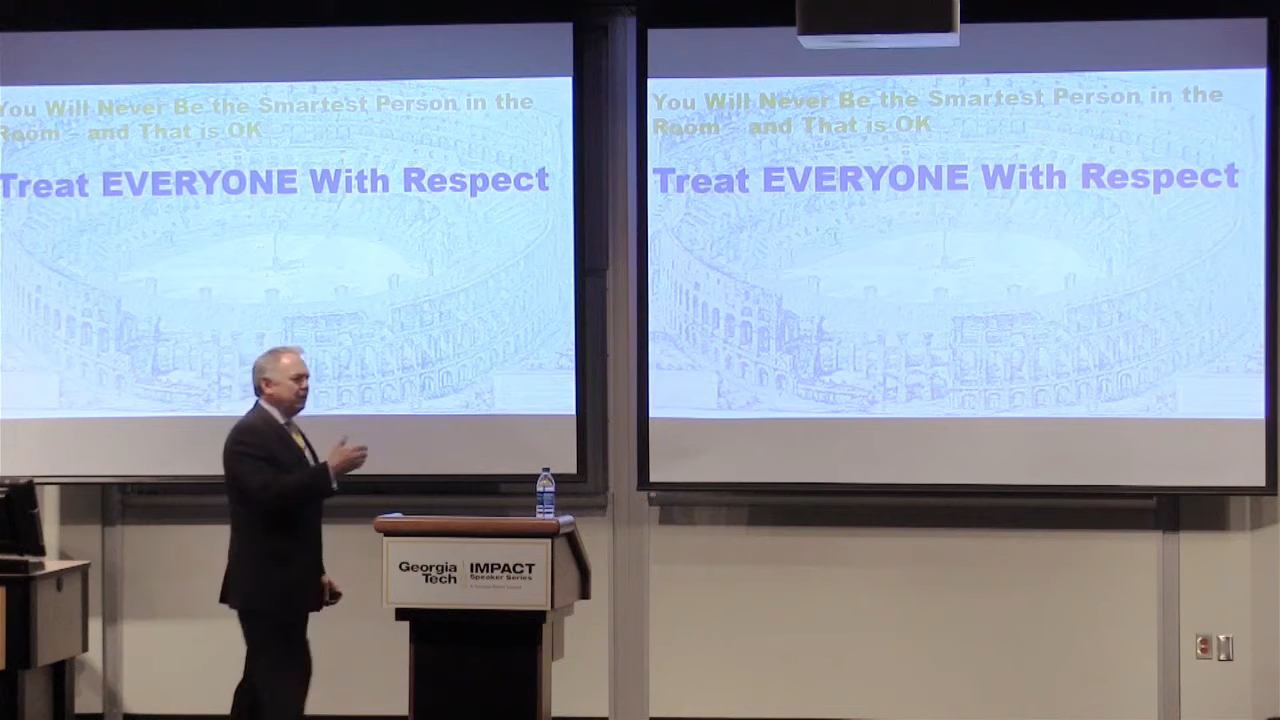 You Will Never Be the Smartest Person in the
Room – and That is OK
Treat EVERYONE With Respect
You Will Never Be the Smartest Person in the
Room – and That is OK
Treat EVERYONE With Respect
Georgia
Tech
IMPACT
Speaker Series